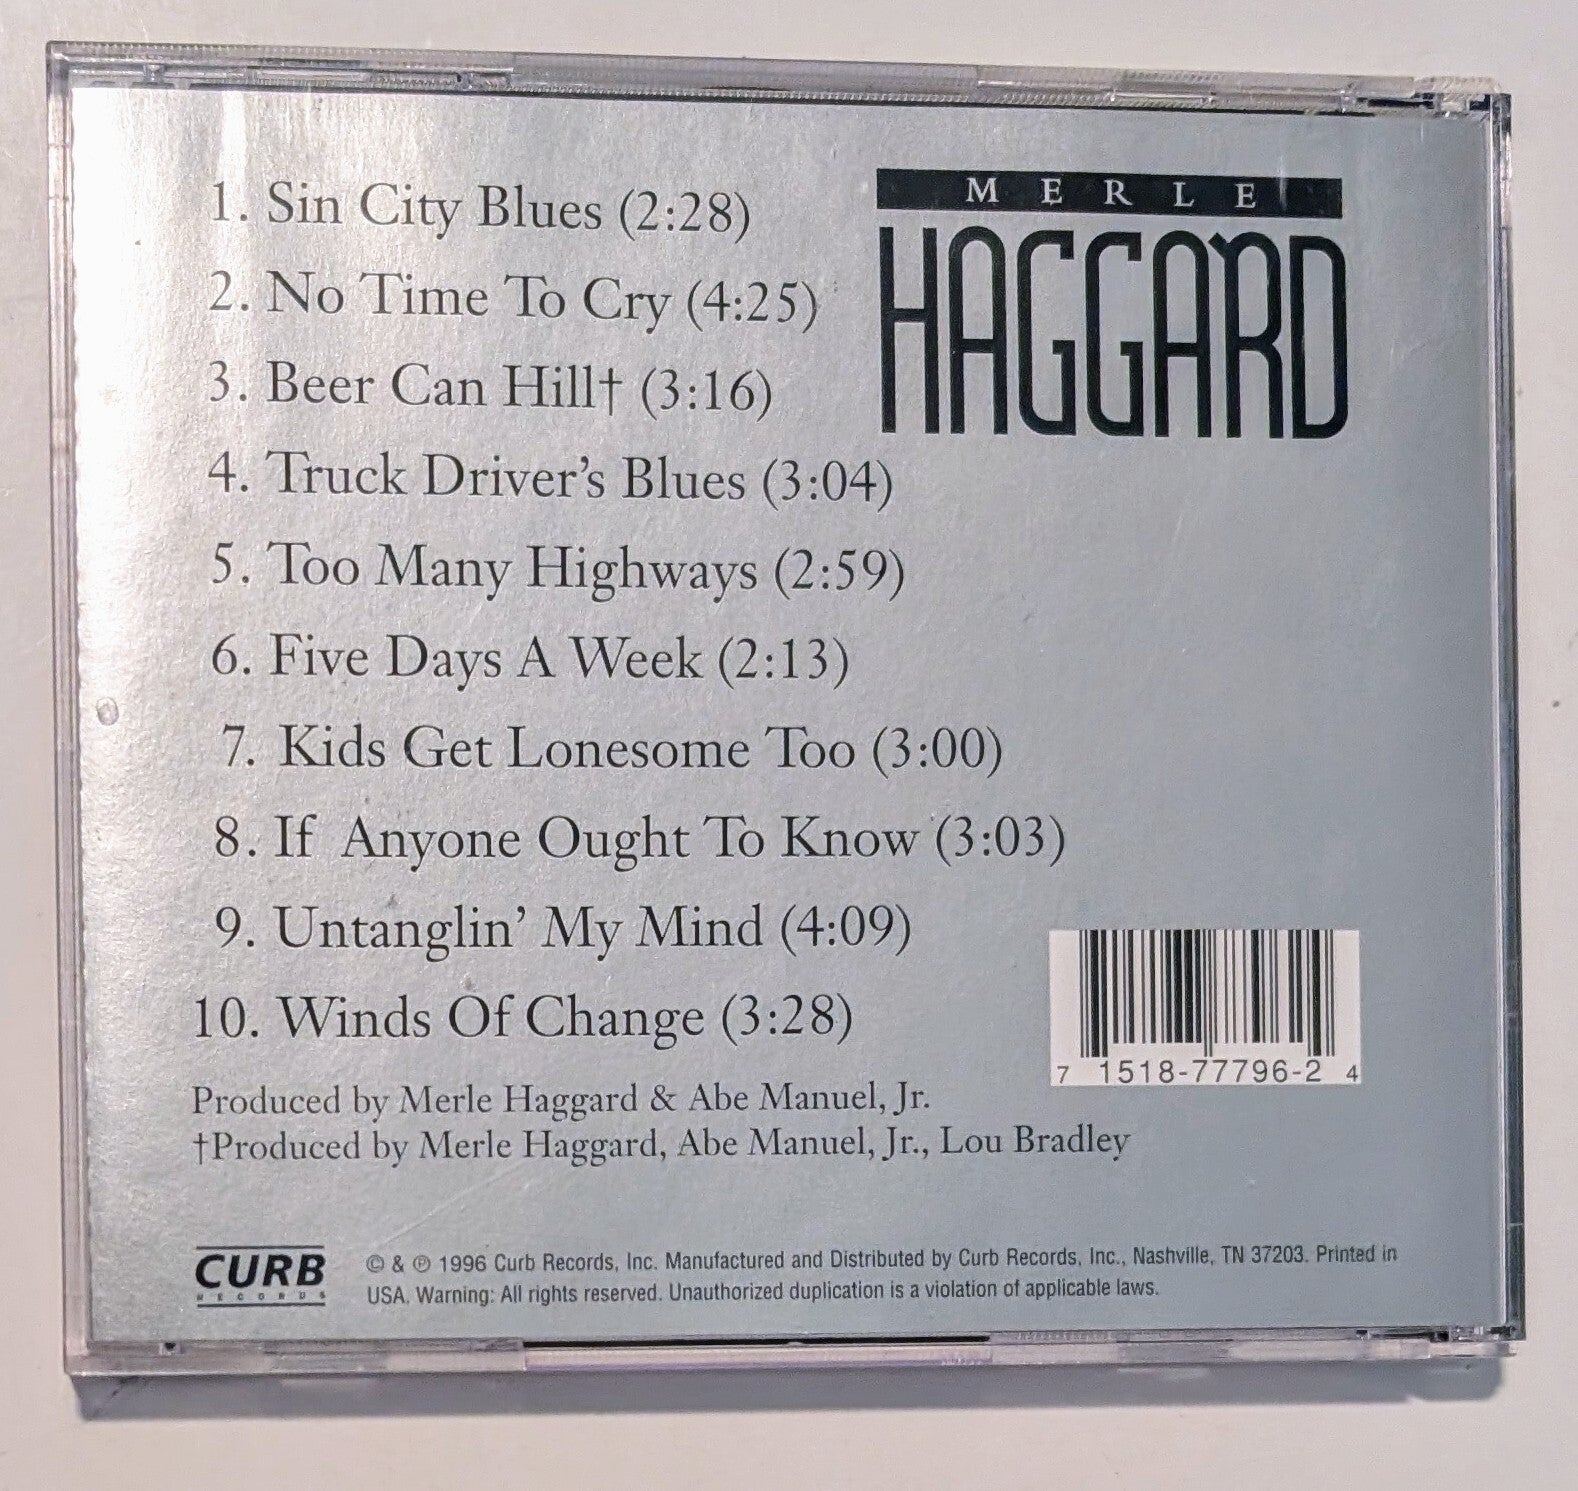 MERLE
HAGGARD
1. Sin City Blues (2:28)
2. No Time To Cry (4:25)
3. Beer Can Hill† (3:16)
4. Truck Driver's Blues (3:04)
5. Too Many Highways (2:59)
6. Five Days A Week (2:13)
7. Kids Get Lonesome Too (3:00)
8. If Anyone Ought To Know (3:03)
9. Untanglin' My Mind (4:09)
10. Winds Of Change (3:28)
7 1518-77796-2 4
Produced by Merle Haggard & Abe Manuel, Jr.
†Produced by Merle Haggard, Abe Manuel, Jr., Lou Bradley
CURB
RECORDS
© & ℗ 1996 Curb Records, Inc. Manufactured and Distributed by Curb Records, Inc., Nashville, TN 37203. Printed in
USA. Warning: All rights reserved. Unauthorized duplication is a violation of applicable laws.